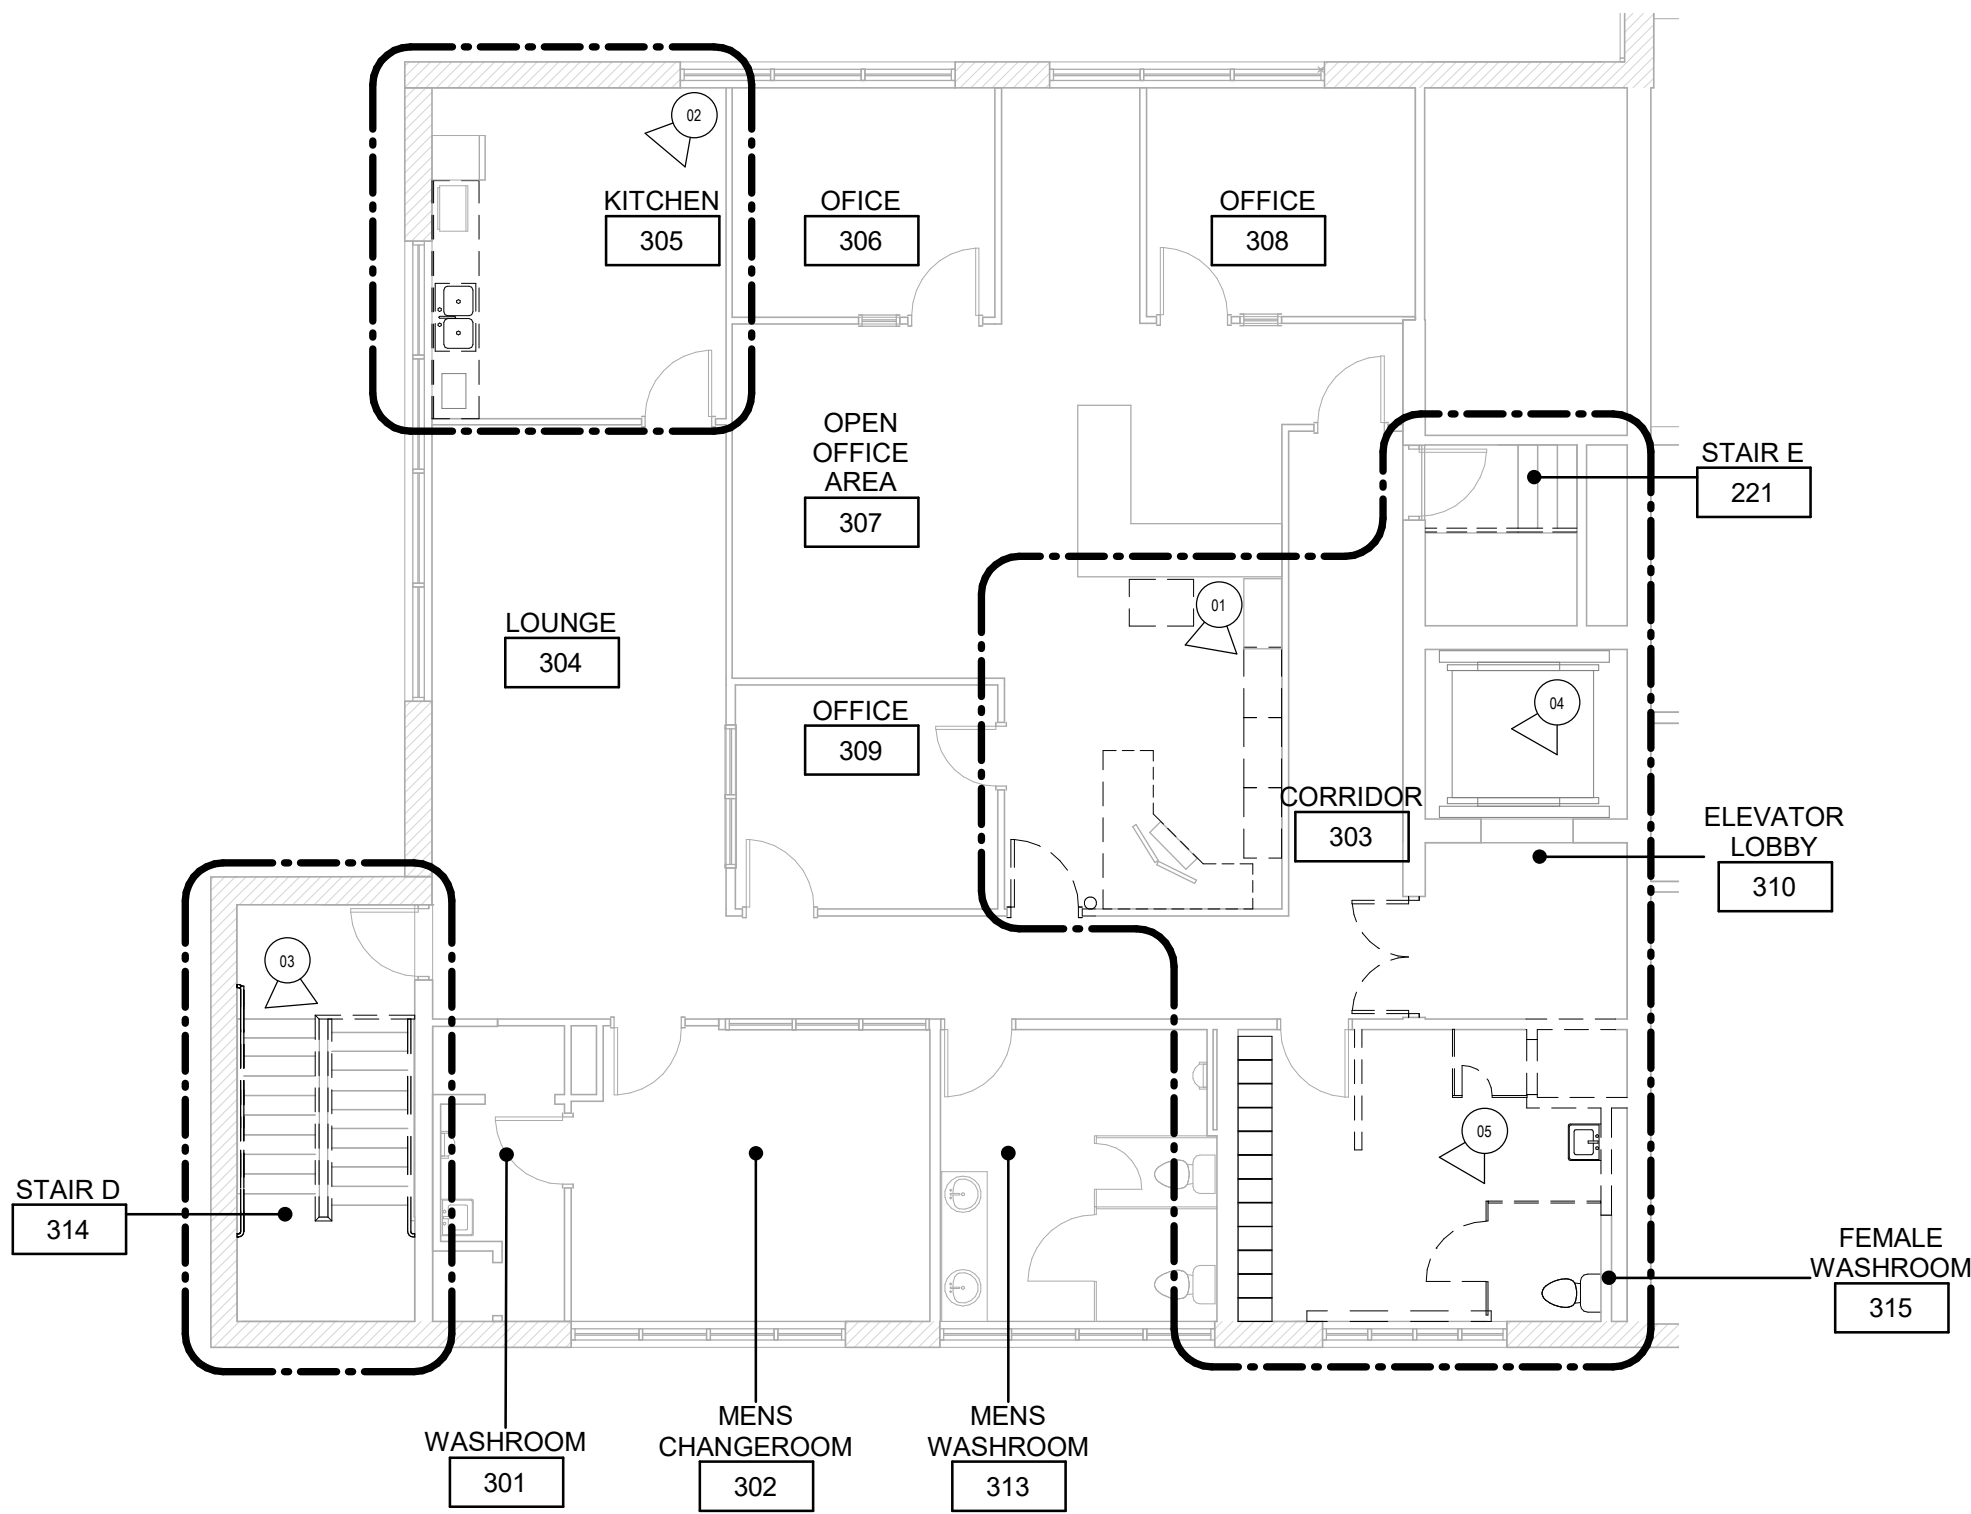 02
KITCHEN
305
OFICE
306
OFFICE
308
OPEN
OFFICE
AREA
307
STAIR E
221
01
LOUNGE
304
04
OFFICE
309
CORRIDOR
303
ELEVATOR
LOBBY
310
03
05
STAIR D
314
FEMALE
WASHROOM
315
WASHROOM
301
MENS
CHANGEROOM
302
MENS
WASHROOM
313